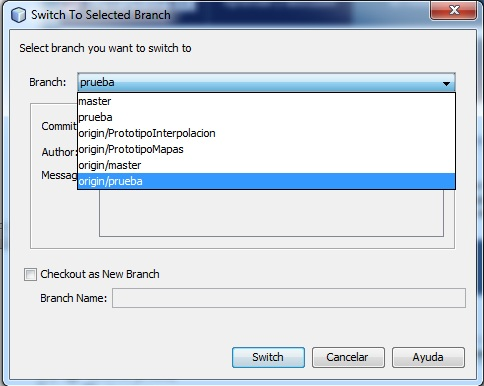 Switch To Selected Branch
Select branch you want to switch to
Branch: prueba
master
prueba
origin/PrototipoInterpolacion
Commit
origin/PrototipoMapas
Author:
origin/master
Messag
origin/prueba
Checkout as New Branch
Branch Name:
Switch Cancelar Ayuda